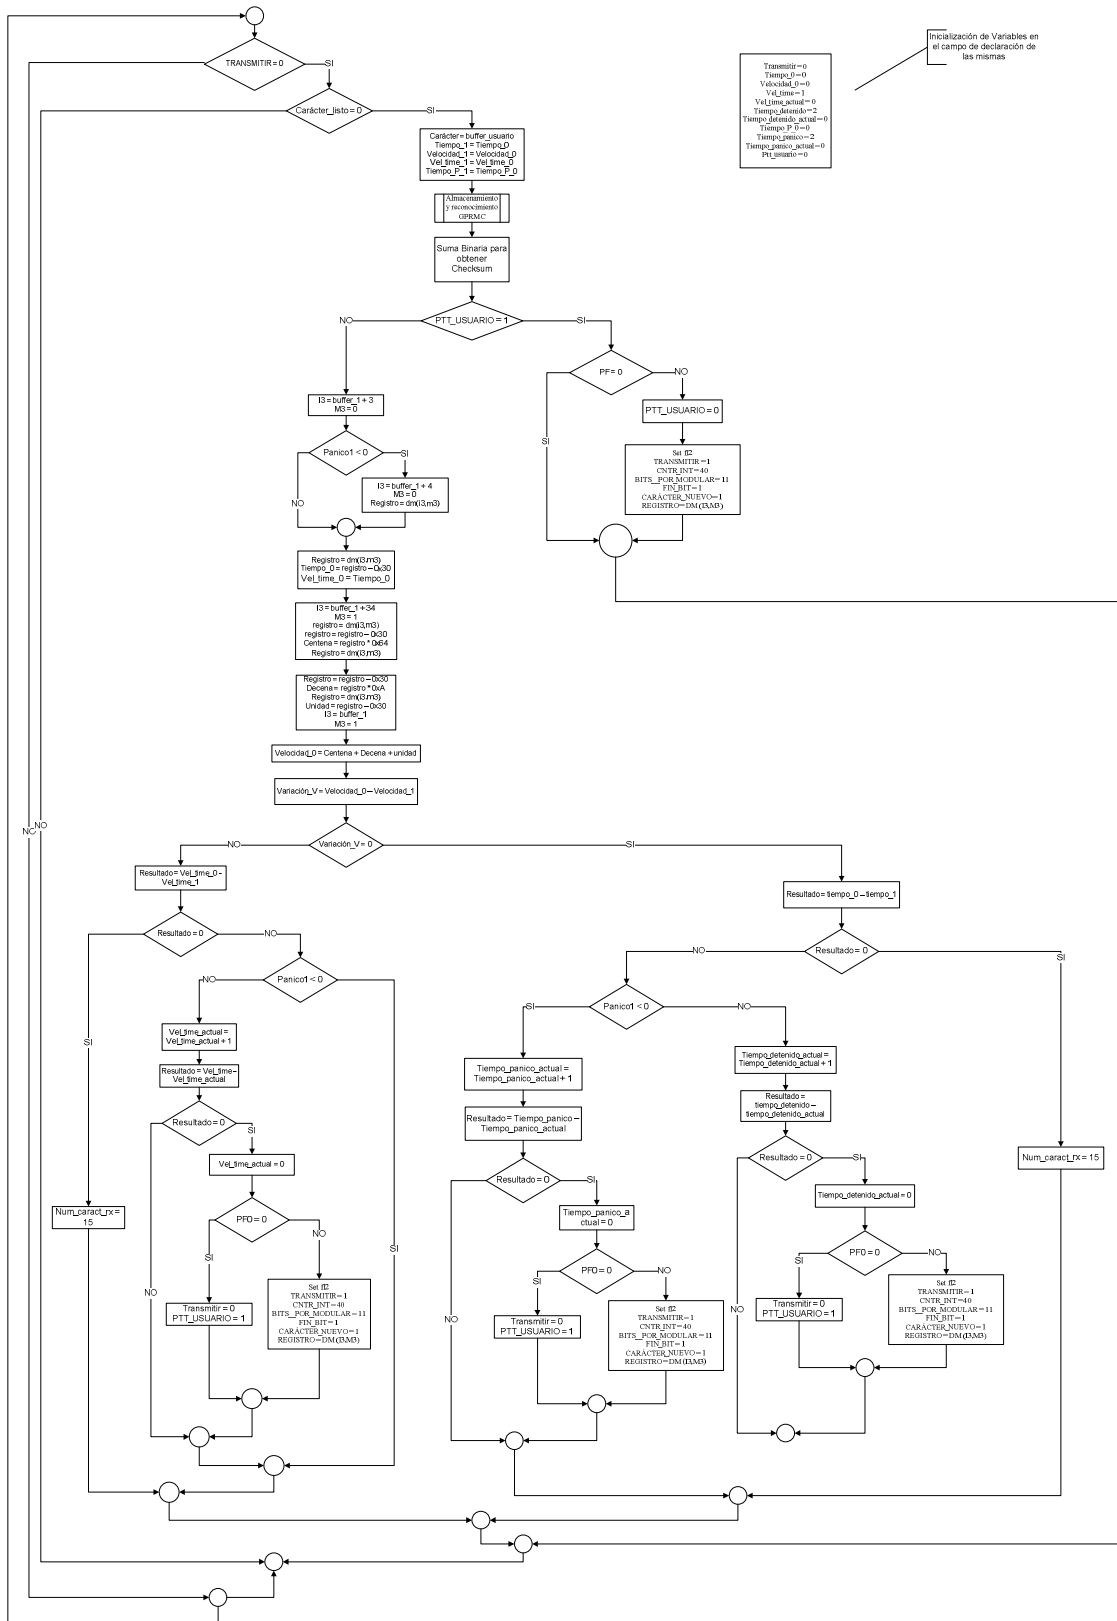 Inicialización de Variables en
el campo de declaración de
las mismas
Transmitir=0
Tiempo_0=0
Velocidad_0=0
Vel_time=1
Vel_time_actual=0
Tiempo_detenido=2
Tiempo_detenido_actual=0
Tiempo_P_0=0
Tiempo_panico=2
Tiempo_panico_actual=0
Ptt_usuario=0
TRANSMITIR = 0
SI
Carácter_listo = 0
SI
Carácter = buffer_usuario
Tiempo_1 = Tiempo_0
Velocidad_1 = Velocidad_0
Vel_time_1 = Vel_time_0
Tiempo_P_1 = Tiempo_P_0
Almacenamiento
y reconocimiento
GPRMC
Suma Binaria para
obtener
Checksum
PTT_USUARIO = 1
NO
SI
PF = 0
NO
SI
PTT_USUARIO = 0
Set fl2
TRANSMITIR=1
CNTR_INT=40
BITS_POR_MODULAR=11
FIN_BIT=1
CARÁCTER_NUEVO=1
REGISTRO=DM(I3,M3)
I3 = buffer_1 + 3
M3 = 0
Panico1 < 0
SI
NO
I3 = buffer_1 + 4
M3 = 0
Registro = dm(i3,m3)
Registro = dm(i3,m3)
Tiempo_0 = registro – 0x30
Vel_time_0 = Tiempo_0
I3 = buffer_1 + 34
M3 = 1
registro = dm(i3,m3)
registro = registro – 0x30
Centena = registro * 0x64
Registro = dm(i3,m3)
Registro = registro – 0x30
Decena = registro * 0xA
Registro = dm(i3,m3)
Unidad = registro – 0x30
I3 = buffer_1
M3 = 1
Velocidad_0 = Centena + Decena + unidad
Variación_V = Velocidad_0 – Velocidad_1
NO
NO
Variación_V = 0
NO
SI
Resultado = Vel_time_0 -
Vel_time_1
Resultado = 0
NO
SI
Panico1 < 0
NO
SI
Vel_time_actual =
Vel_time_actual + 1
Resultado = Vel_time –
Vel_time_actual
Resultado = 0
SI
NO
Vel_time_actual = 0
PF0 = 0
NO
SI
Num_caract_rx =
15
Transmitir = 0
PTT_USUARIO = 1
Set fl2
TRANSMITIR=1
CNTR_INT=40
BITS_POR_MODULAR=11
FIN_BIT=1
CARÁCTER_NUEVO=1
REGISTRO=DM(I3,M3)
Resultado = tiempo_0 – tiempo_1
Resultado = 0
NO
SI
Panico1 < 0
SI
NO
Tiempo_panico_actual =
Tiempo_panico_actual + 1
Resultado = Tiempo_panico –
Tiempo_panico_actual
Resultado = 0
SI
NO
Tiempo_panico_a
ctual = 0
PF0 = 0
SI
NO
Transmitir = 0
PTT_USUARIO = 1
Set fl2
TRANSMITIR=1
CNTR_INT=40
BITS_POR_MODULAR=11
FIN_BIT=1
CARÁCTER_NUEVO=1
REGISTRO=DM(I3,M3)
Tiempo_detenido_actual =
Tiempo_detenido_actual + 1
Resultado =
tiempo_detenido –
tiempo_detenido_actual
Resultado = 0
SI
NO
Tiempo_detenido_actual = 0
PF0 = 0
SI
NO
Transmitir = 0
PTT_USUARIO = 1
Set fl2
TRANSMITIR=1
CNTR_INT=40
BITS_POR_MODULAR=11
FIN_BIT=1
CARÁCTER_NUEVO=1
REGISTRO=DM(I3,M3)
Num_caract_rx = 15